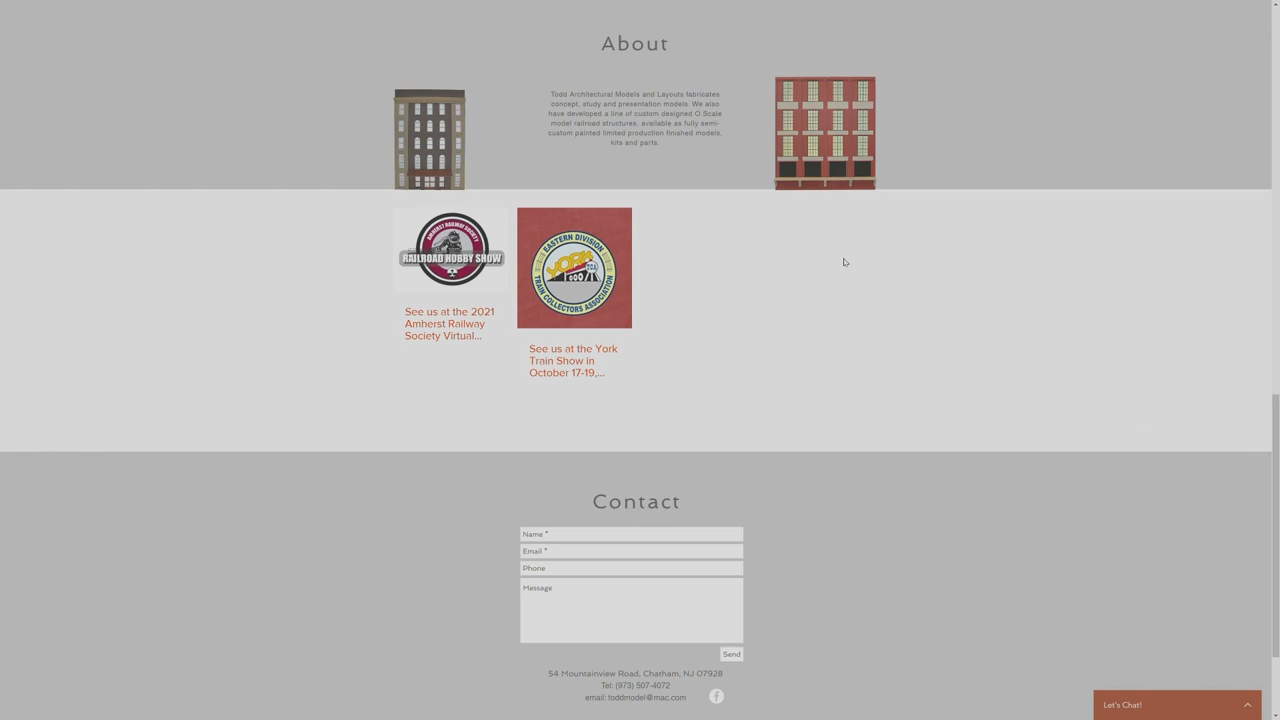 About
Todd Architectural Models and Layouts fabricates
concept, study and presentation models. We also
have developed a line of custom designed O Scale
model railroad structures, available as fully semi-
custom painted limited production finished models,
kits and parts.
AMHERST RAILWAY SOCIETY
RAILROAD HOBBY SHOW
EASTERN DIVISION
YORK
TRAIN COLLECTORS ASSOCIATION
See us at the 2021
Amherst Railway
Society Virtual...
See us at the York
Train Show in
October 17-19,...
Contact
Name *
Email *
Phone
Message
Send
54 Mountainview Road, Chatham, NJ 07928
Tel: (973) 507-4072
email: toddmodel@mac.com
Let's Chat!